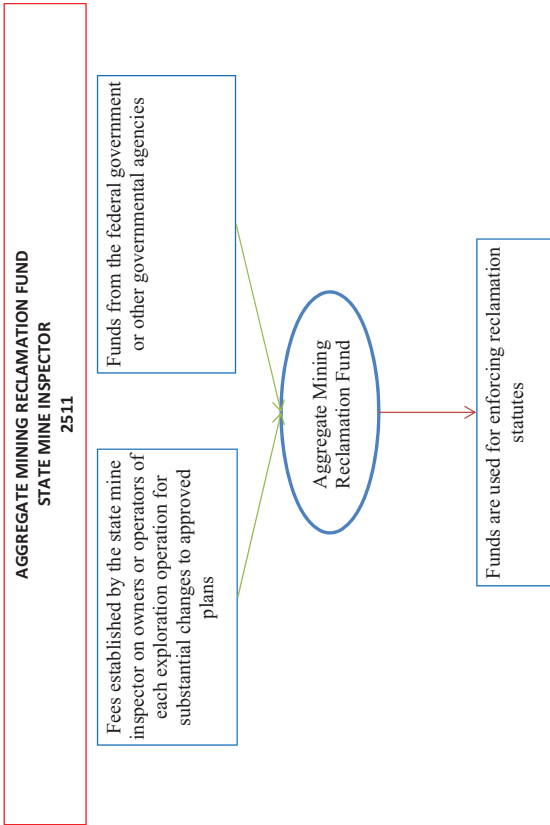 AGGREGATE MINING RECLAMATION FUND
STATE MINE INSPECTOR
2511
Fees established by the state mine
inspector on owners or operators of
each exploration operation for
substantial changes to approved
plans
Funds from the federal government
or other governmental agencies
Aggregate Mining
Reclamation Fund
Funds are used for enforcing reclamation
statutes